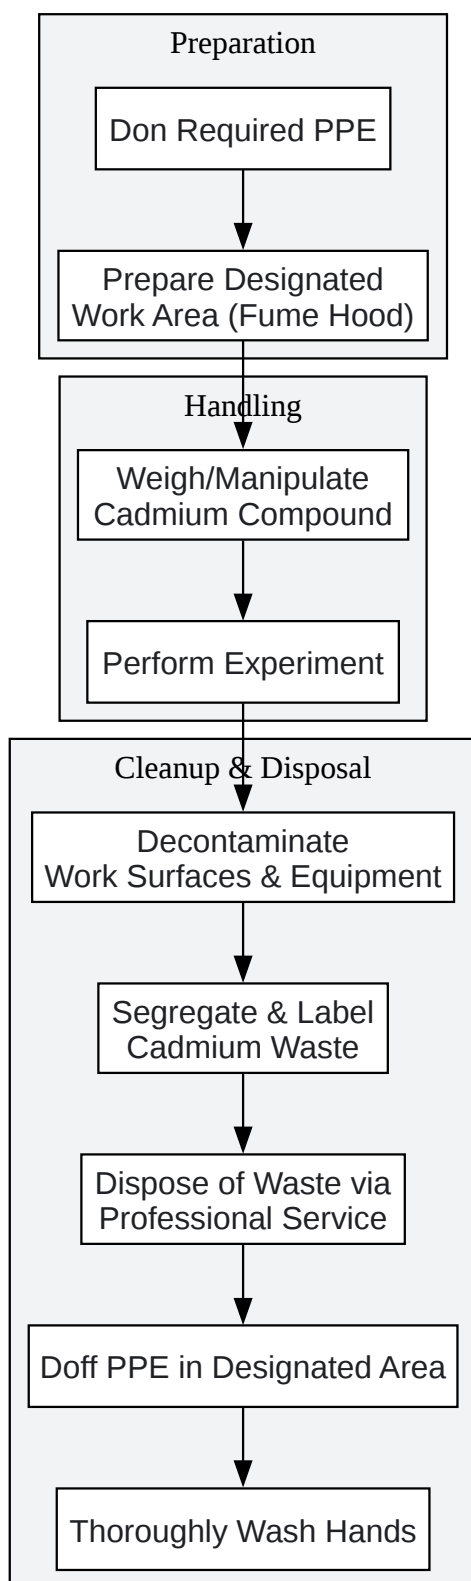 Preparation
Don Required PPE
Prepare Designated
Work Area (Fume Hood)
Handling
Weigh/Manipulate
Cadmium Compound
Perform Experiment
Cleanup & Disposal
Decontaminate
Work Surfaces & Equipment
Segregate & Label
Cadmium Waste
Dispose of Waste via
Professional Service
Doff PPE in Designated Area
Thoroughly Wash Hands